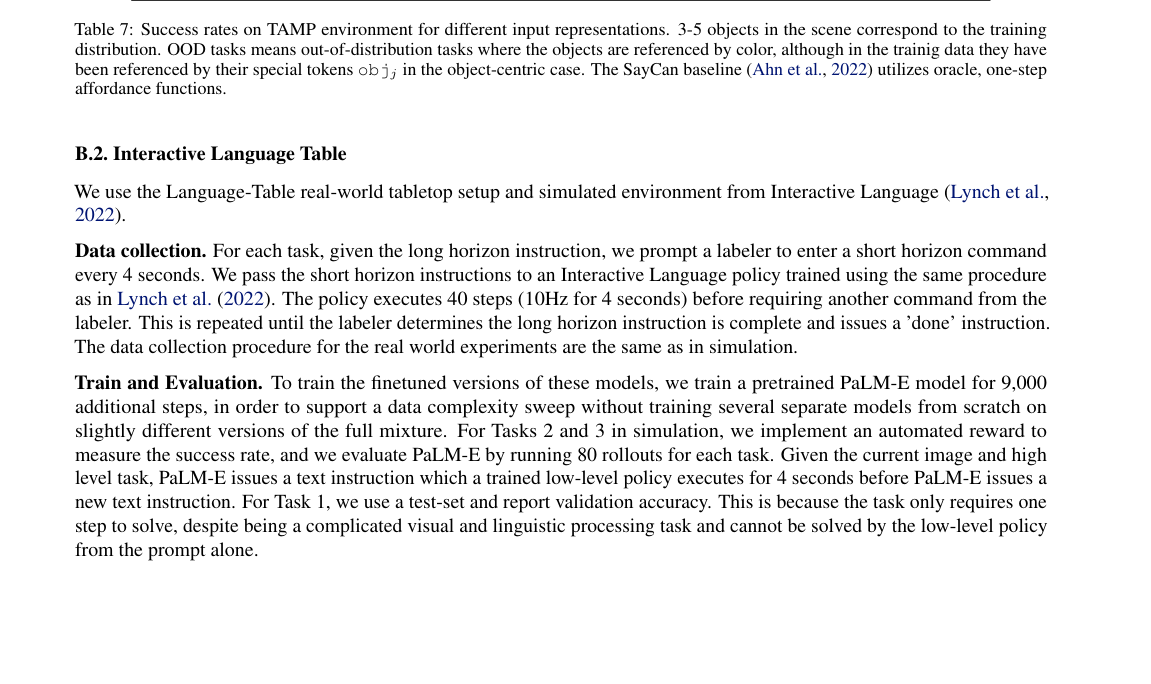 Table 7: Success rates on TAMP environment for different input representations. 3-5 objects in the scene correspond to the training
distribution. OOD tasks means out-of-distribution tasks where the objects are referenced by color, although in the trainig data they have
been referenced by their special tokens obj_j in the object-centric case. The SayCan baseline (Ahn et al., 2022) utilizes oracle, one-step
affordance functions.
B.2. Interactive Language Table
We use the Language-Table real-world tabletop setup and simulated environment from Interactive Language (Lynch et al.,
2022).
Data collection. For each task, given the long horizon instruction, we prompt a labeler to enter a short horizon command
every 4 seconds. We pass the short horizon instructions to an Interactive Language policy trained using the same procedure
as in Lynch et al. (2022). The policy executes 40 steps (10Hz for 4 seconds) before requiring another command from the
labeler. This is repeated until the labeler determines the long horizon instruction is complete and issues a 'done' instruction.
The data collection procedure for the real world experiments are the same as in simulation.
Train and Evaluation. To train the finetuned versions of these models, we train a pretrained PaLM-E model for 9,000
additional steps, in order to support a data complexity sweep without training several separate models from scratch on
slightly different versions of the full mixture. For Tasks 2 and 3 in simulation, we implement an automated reward to
measure the success rate, and we evaluate PaLM-E by running 80 rollouts for each task. Given the current image and high
level task, PaLM-E issues a text instruction which a trained low-level policy executes for 4 seconds before PaLM-E issues a
new text instruction. For Task 1, we use a test-set and report validation accuracy. This is because the task only requires one
step to solve, despite being a complicated visual and linguistic processing task and cannot be solved by the low-level policy
from the prompt alone.